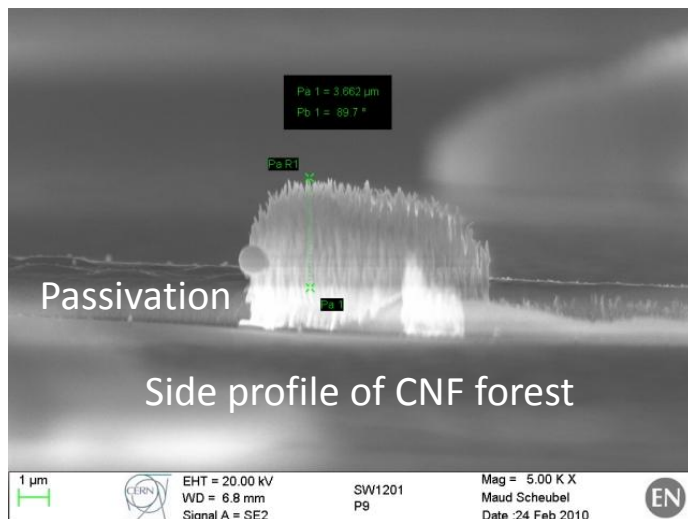 Pa 1 = 3.662 µm
Pb 1 = 89.7 °
Pa R1
Passivation
Pa 1
Side profile of CNF forest
1 µm
CERN
EHT = 20.00 kV
WD = 6.8 mm
Signal A = SE2
SW1201
P9
Mag = 5.00 K X
Maud Scheubel
Date :24 Feb 2010
EN